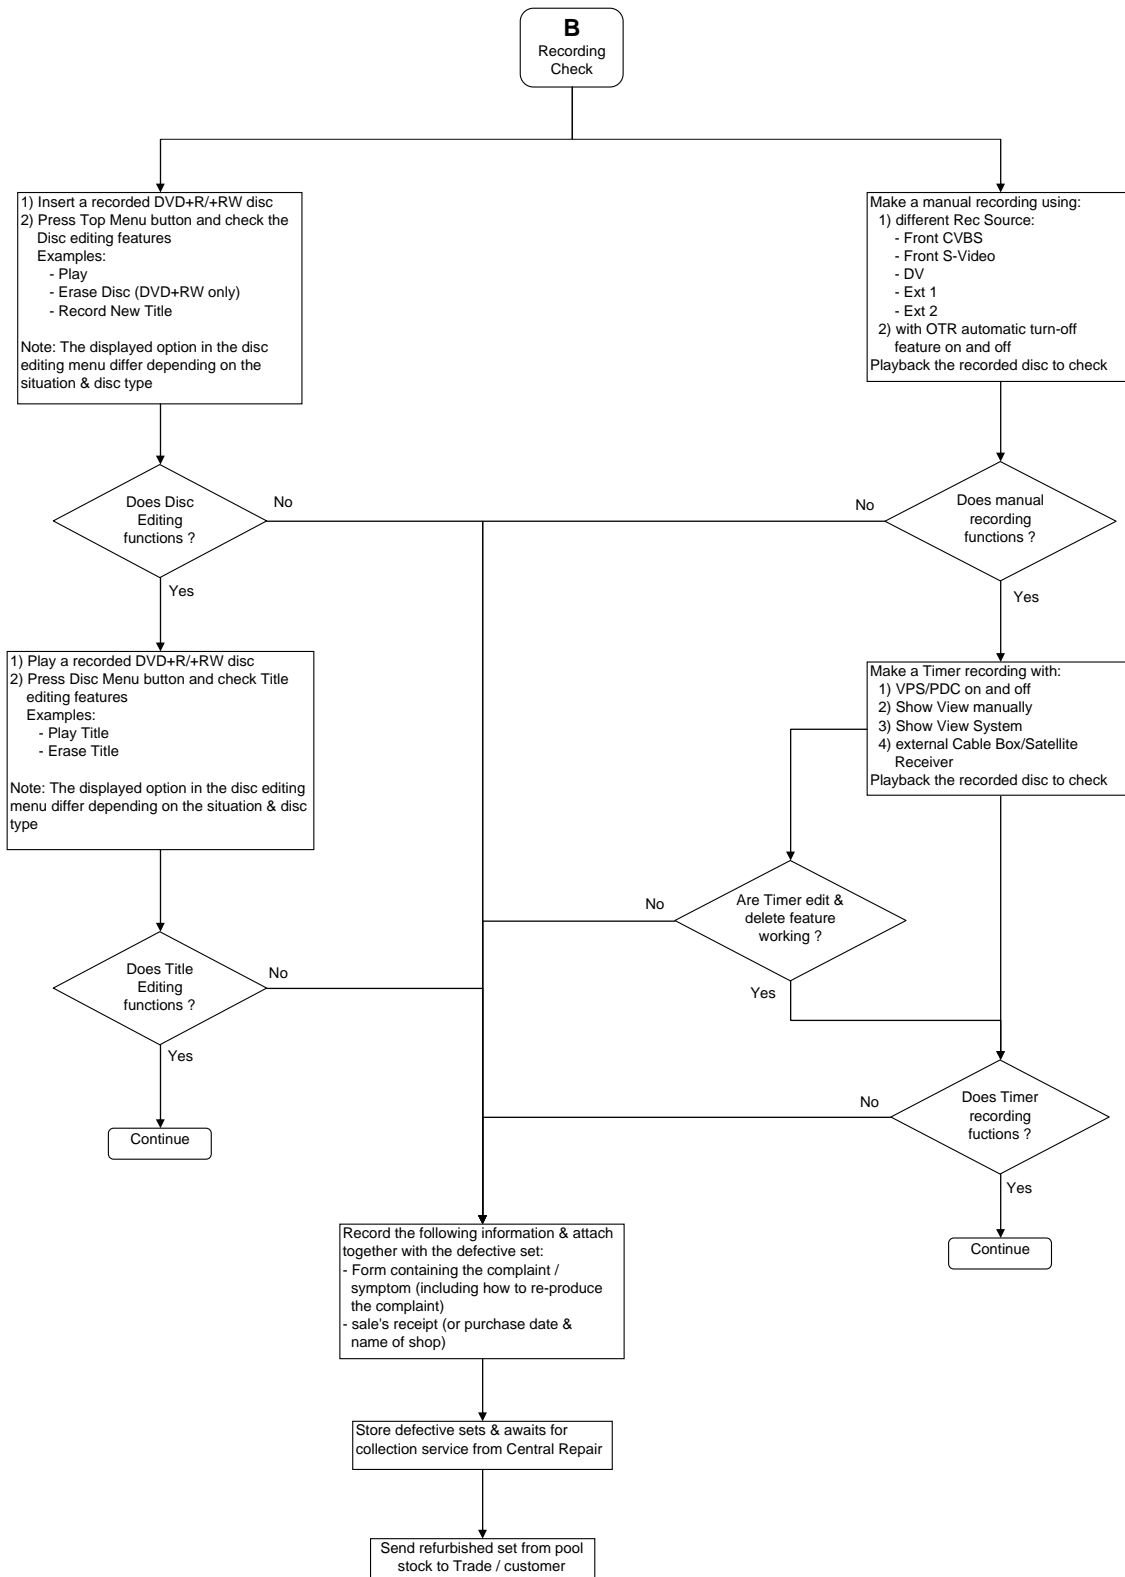 B
Recording
Check
1) Insert a recorded DVD+R/+RW disc
2) Press Top Menu button and check the
Disc editing features
Examples:
- Play
- Erase Disc (DVD+RW only)
- Record New Title
Note: The displayed option in the disc
editing menu differ depending on the
situation & disc type
Make a manual recording using:
1) different Rec Source:
- Front CVBS
- Front S-Video
- DV
- Ext 1
- Ext 2
2) with OTR automatic turn-off
feature on and off
Playback the recorded disc to check
Does Disc
Editing
functions ?
No
Yes
Does manual
recording
functions ?
No
Yes
1) Play a recorded DVD+R/+RW disc
2) Press Disc Menu button and check Title
editing features
Examples:
- Play Title
- Erase Title
Note: The displayed option in the disc editing
menu differ depending on the situation & disc
type
Make a Timer recording with:
1) VPS/PDC on and off
2) Show View manually
3) Show View System
4) external Cable Box/Satellite
Receiver
Playback the recorded disc to check
Are Timer edit &
delete feature
working ?
No
Yes
Does Title
Editing
functions ?
No
Yes
Continue
Does Timer
recording
fuctions ?
No
Yes
Continue
Record the following information & attach
together with the defective set:
- Form containing the complaint /
symptom (including how to re-produce
the complaint)
- sale's receipt (or purchase date &
name of shop)
Store defective sets & awaits for
collection service from Central Repair
Send refurbished set from pool
stock to Trade / customer